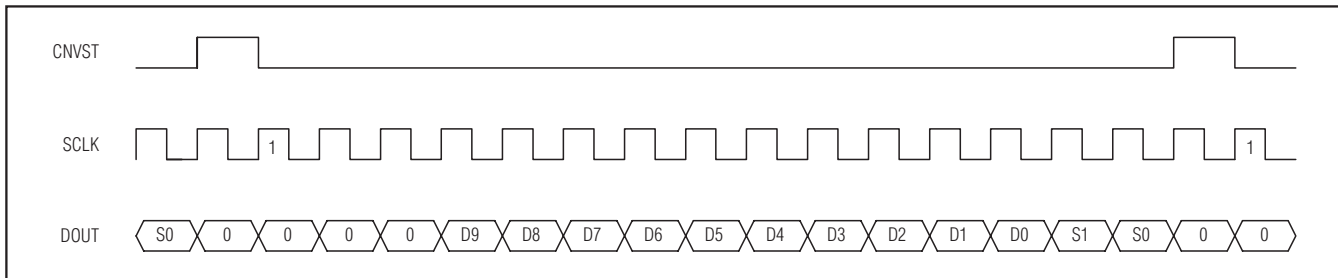 CNVST
SCLK 1 1
DOUT S0 0 0 0 0 D9 D8 D7 D6 D5 D4 D3 D2 D1 D0 S1 S0 0 0